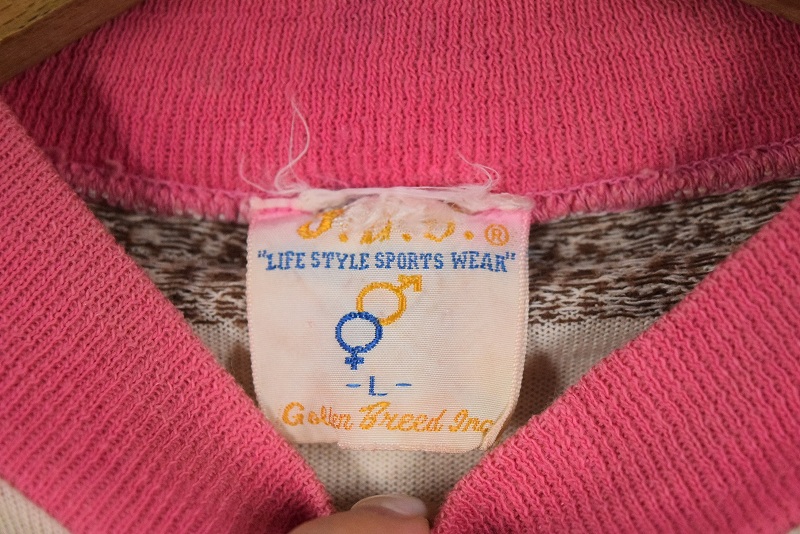 ®
"LIFE STYLE SPORTS WEAR"
- L -
Golden Breed Inc